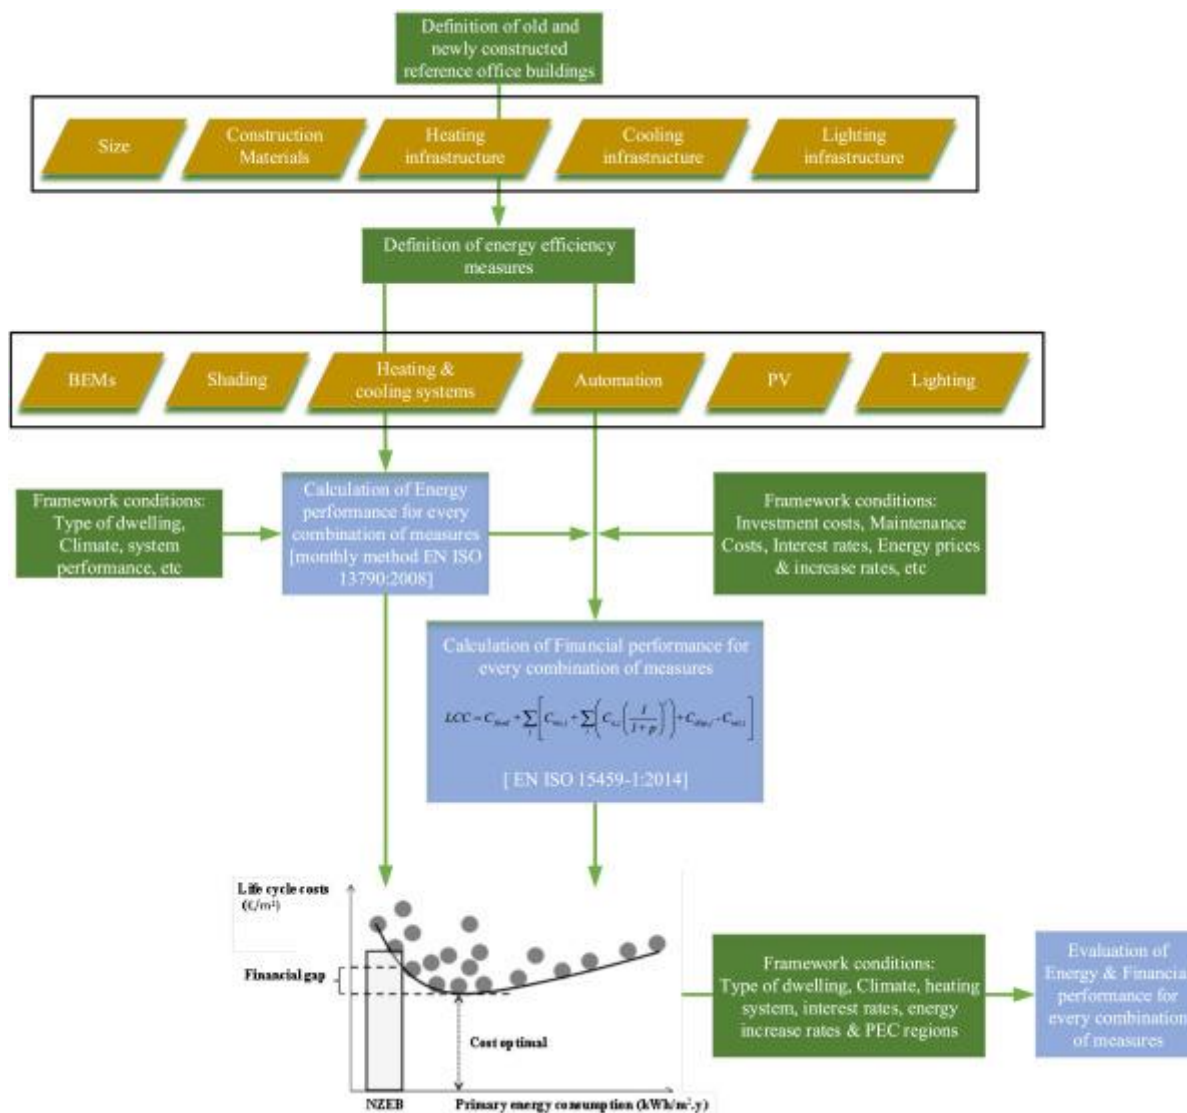 Definition of old and
newly constructed
reference office buildings
Size
Construction
Materials
Heating
infrastructure
Cooling
infrastructure
Lighting
infrastructure
Definition of energy efficiency
measures
BEMs
Shading
Heating &
cooling systems
Automation
PV
Lighting
Framework conditions:
Type of dwelling,
Climate, system
performance, etc
Calculation of Energy
performance for every
combination of measures
[monthly method EN ISO
13790:2008]
Framework conditions:
Investment costs, Maintenance
Costs, Interest rates, Energy prices
& increase rates, etc
Calculation of Financial performance for
every combination of measures
LCC =
[ EN ISO 15459-1:2014]
Life cycle costs
(€/m²)
Financial gap
Cost optimal
NZEB
Primary energy consumption (kWh/m².y)
Framework conditions:
Type of dwelling, Climate, heating
system, interest rates, energy
increase rates & PEC regions
Evaluation of
Energy & Financial
performance for
every combination
of measures